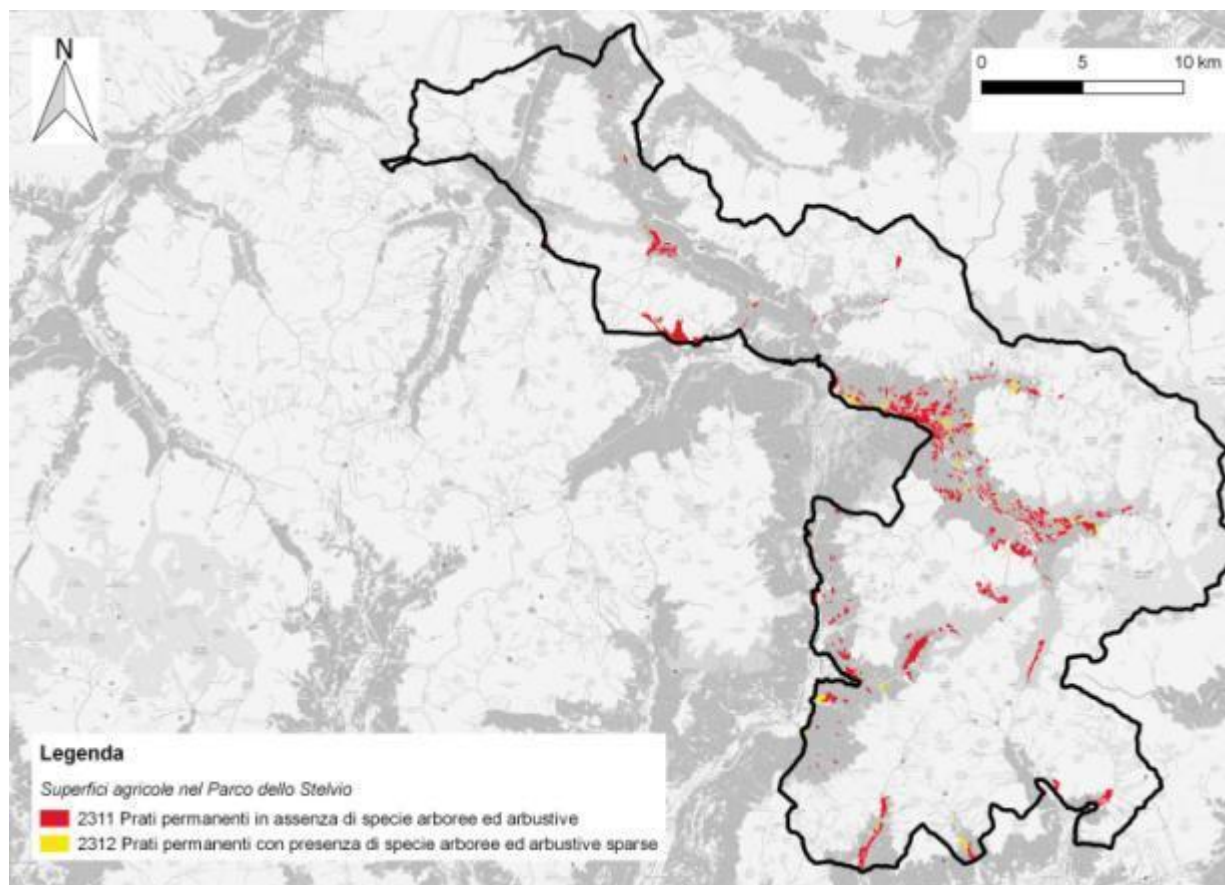 N
0 5 10 km
Legenda
Superfici agricole nel Parco dello Stelvio
2311 Prati permanenti in assenza di specie arboree ed arbustive
2312 Prati permanenti con presenza di specie arboree ed arbustive sparse